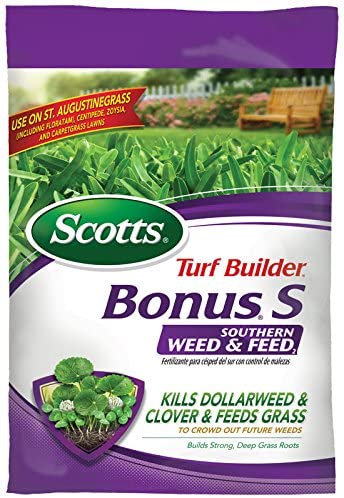 USE ON ST. AUGUSTINEGRASS
(INCLUDING FLORATAM), CENTIPEDE, ZOYSIA,
AND CARPETGRASS LAWNS
Scotts®
Turf Builder®
Bonus® S
SOUTHERN
WEED & FEED2
Fertilizante para césped del sur con control de malezas
KILLS DOLLARWEED &
CLOVER & FEEDS GRASS
TO CROWD OUT FUTURE WEEDS
Builds Strong, Deep Grass Roots